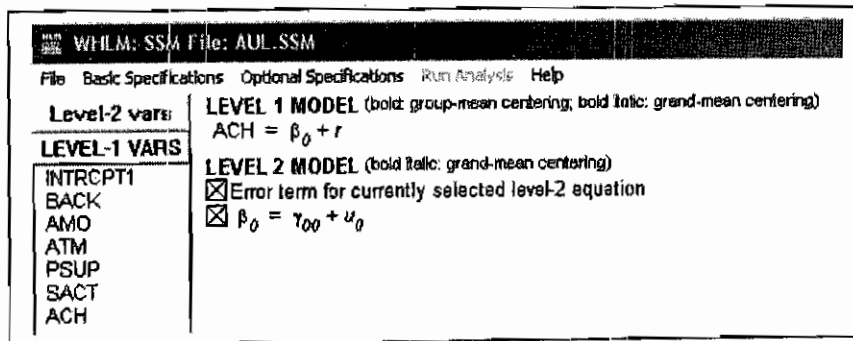 WHLM: SSM File: AUL.SSM
File Basic Specifications Optional Specifications Run Analysis Help
Level-2 vars
LEVEL-1 VARS
INTRCPT1
BACK
AMO
ATM
PSUP
SACT
ACH
LEVEL 1 MODEL (bold: group-mean centering; bold italic: grand-mean centering)
ACH = β₀ + r
LEVEL 2 MODEL (bold italic: grand-mean centering)
Error term for currently selected level-2 equation
β₀ = γ₀₀ + u₀